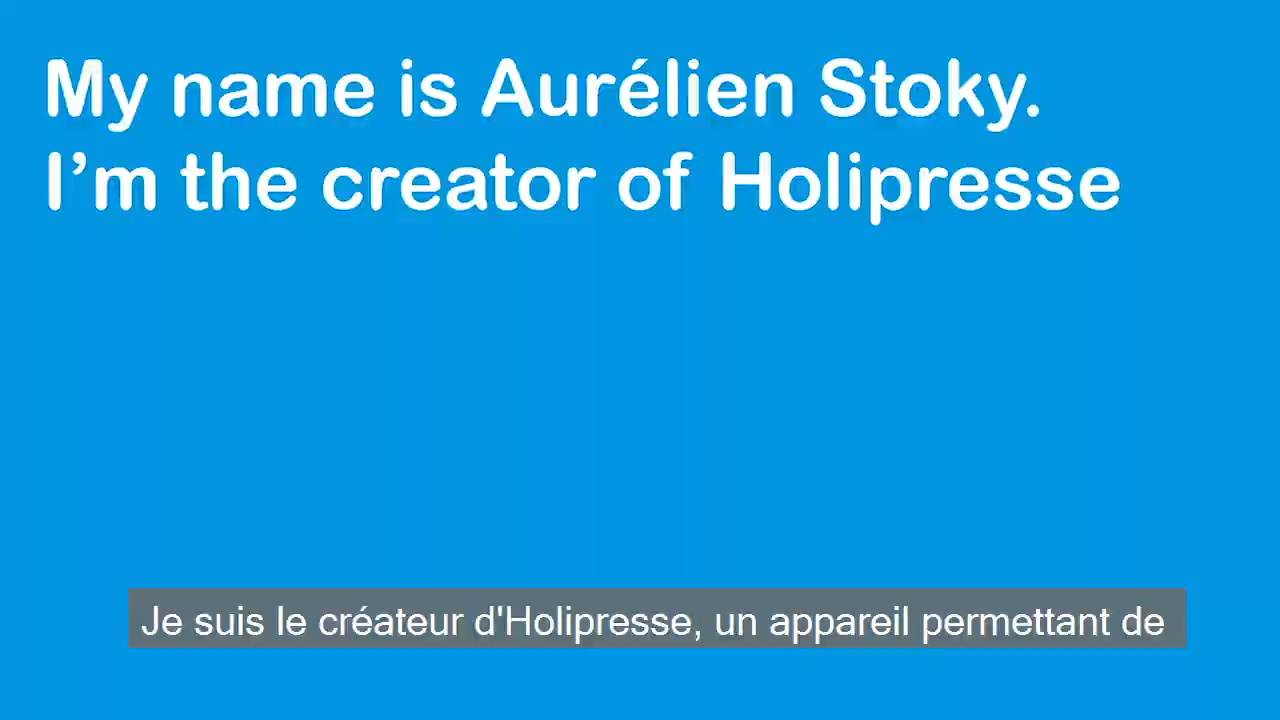 My name is Aurélien Stoky.
I’m the creator of Holipresse
Je suis le créateur d'Holipresse, un appareil permettant de